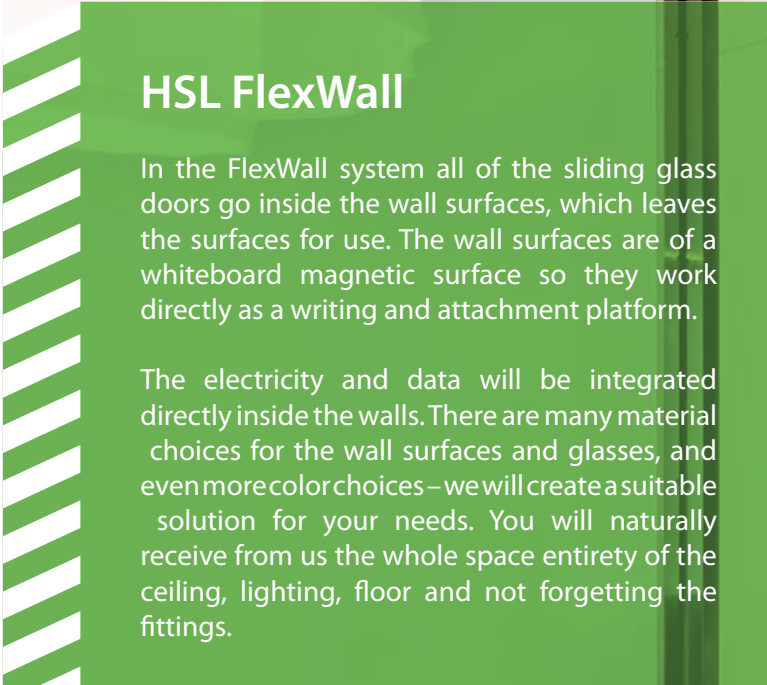 HSL FlexWall
In the FlexWall system all of the sliding glass
doors go inside the wall surfaces, which leaves
the surfaces for use. The wall surfaces are of a
whiteboard magnetic surface so they work
directly as a writing and attachment platform.
The electricity and data will be integrated
directly inside the walls. There are many material
choices for the wall surfaces and glasses, and
even more color choices – we will create a suitable
solution for your needs. You will naturally
receive from us the whole space entirety of the
ceiling, lighting, floor and not forgetting the
fittings.